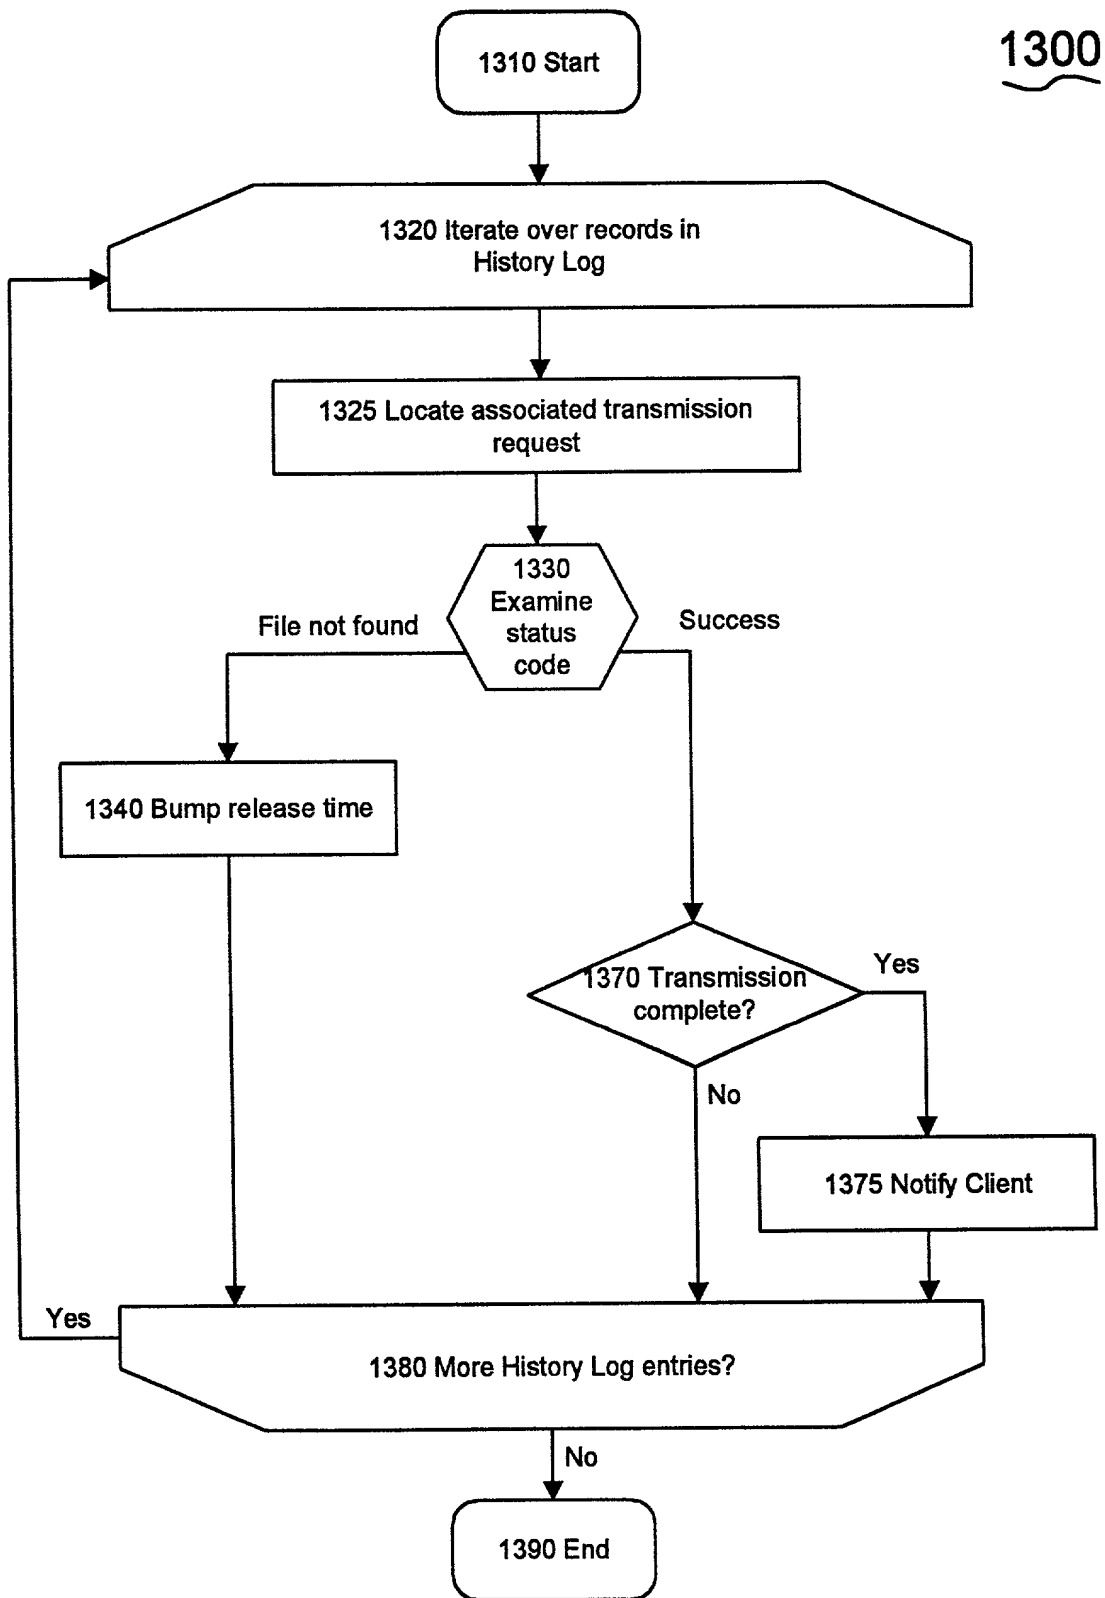 1300
1310 Start
1320 Iterate over records in
History Log
1325 Locate associated transmission
request
1330
Examine
status
code
File not found
Success
1340 Bump release time
1370 Transmission
complete?
Yes
No
1375 Notify Client
Yes
1380 More History Log entries?
No
1390 End